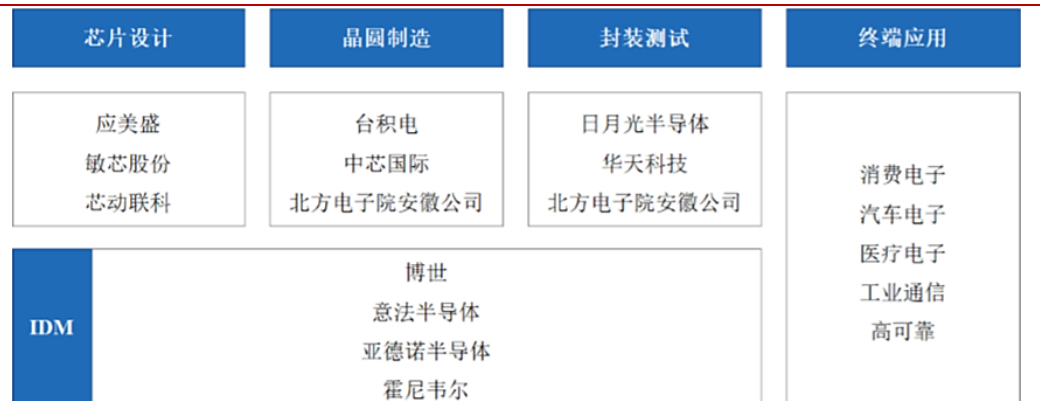 芯片设计
晶圆制造
封装测试
终端应用
应美盛
敏芯股份
芯动联科
台积电
中芯国际
北方电子院安徽公司
日月光半导体
华天科技
北方电子院安徽公司
消费电子
汽车电子
医疗电子
工业通信
高可靠
IDM
博世
意法半导体
亚德诺半导体
霍尼韦尔